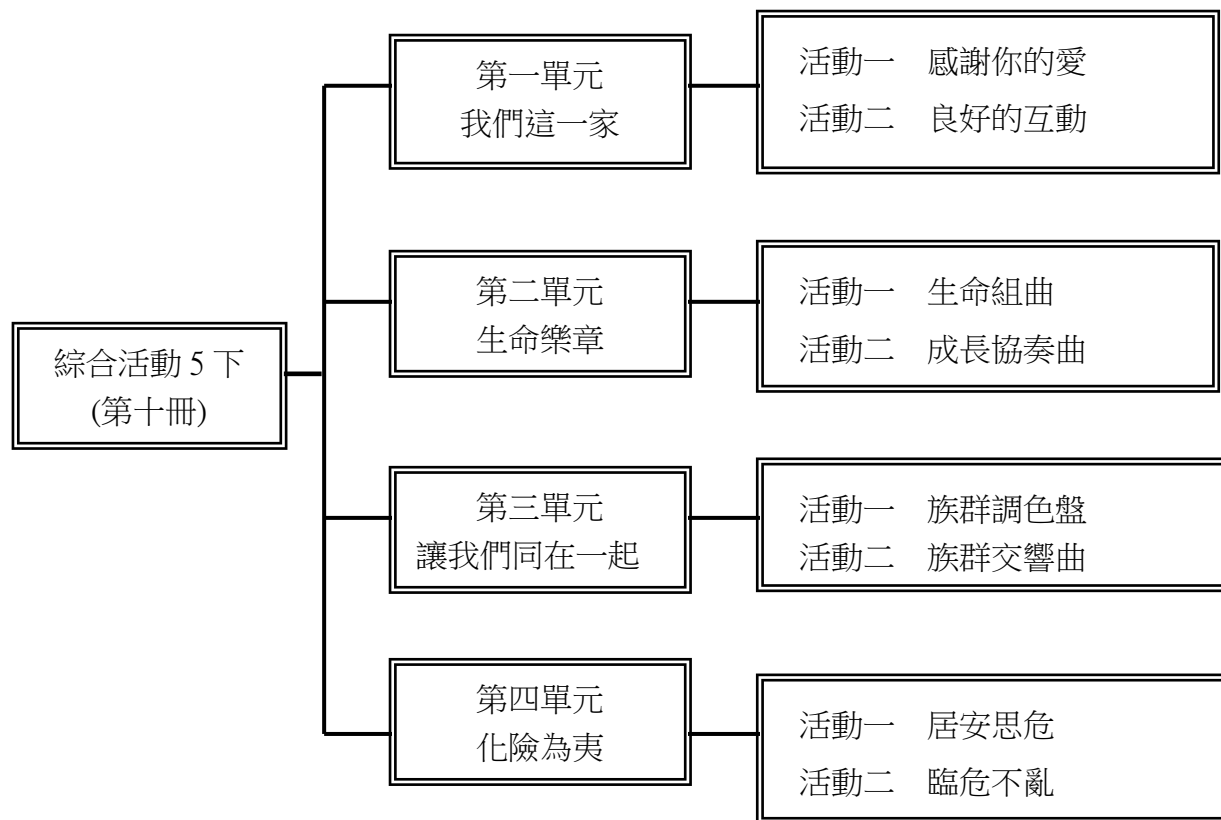 綜合活動 5 下
(第十冊)
第一單元
我們這一家
活動一　感謝你的愛
活動二　良好的互動
第二單元
生命樂章
活動一　生命組曲
活動二　成長協奏曲
第三單元
讓我們同在一起
活動一　族群調色盤
活動二　族群交響曲
第四單元
化險為夷
活動一　居安思危
活動二　臨危不亂